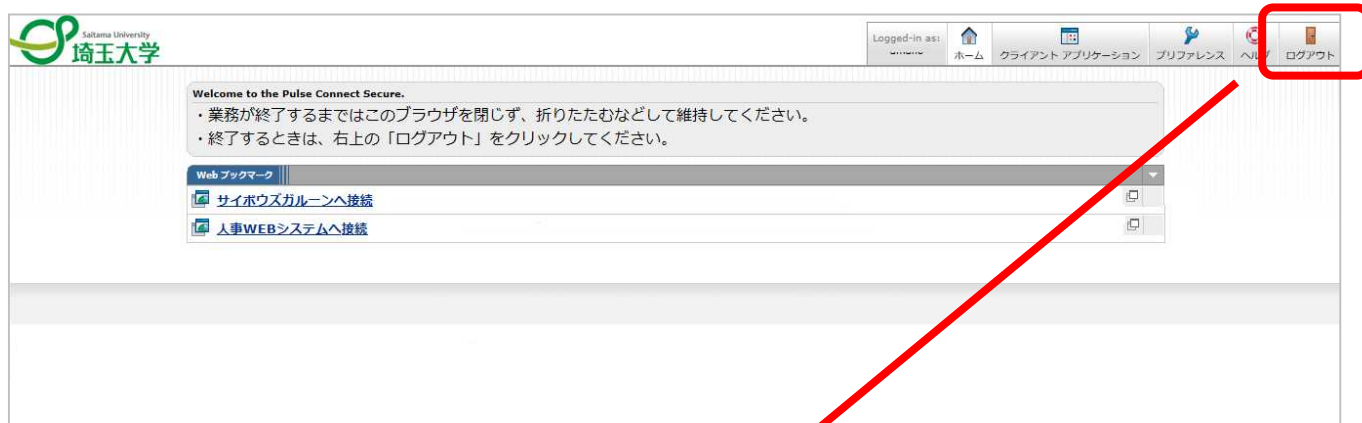 Saitama University
埼玉大学
Logged-in as:
ホーム
クライアント アプリケーション
プリファレンス
ヘルプ
ログアウト
Welcome to the Pulse Connect Secure.
・業務が終了するまではこのブラウザを閉じず、折りたたむなどして維持してください。
・終了するときは、右上の「ログアウト」をクリックしてください。
Web ブックマーク
サイボウズガルーンへ接続
人事WEBシステムへ接続